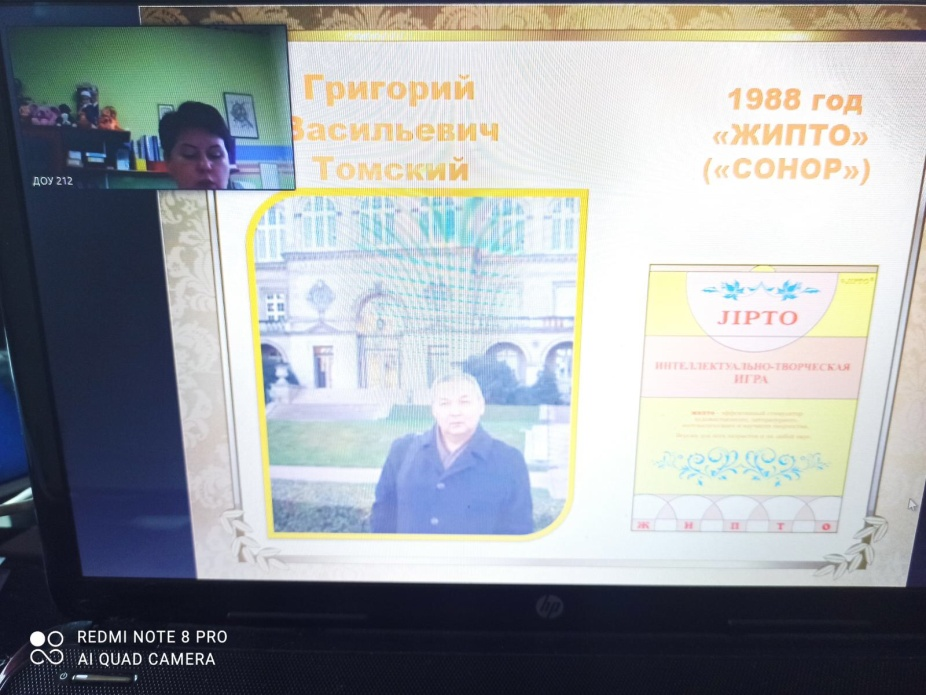 Григорий
Васильевич
Томский
1988 год
«ЖИПТО»
(«СОНОР»)
ДОУ 212
JIPTO
ИНТЕЛЛЕКТУАЛЬНО-ТВОРЧЕСКАЯ
ИГРА
Ж И П Т О
hp
REDMI NOTE 8 PRO
AI QUAD CAMERA